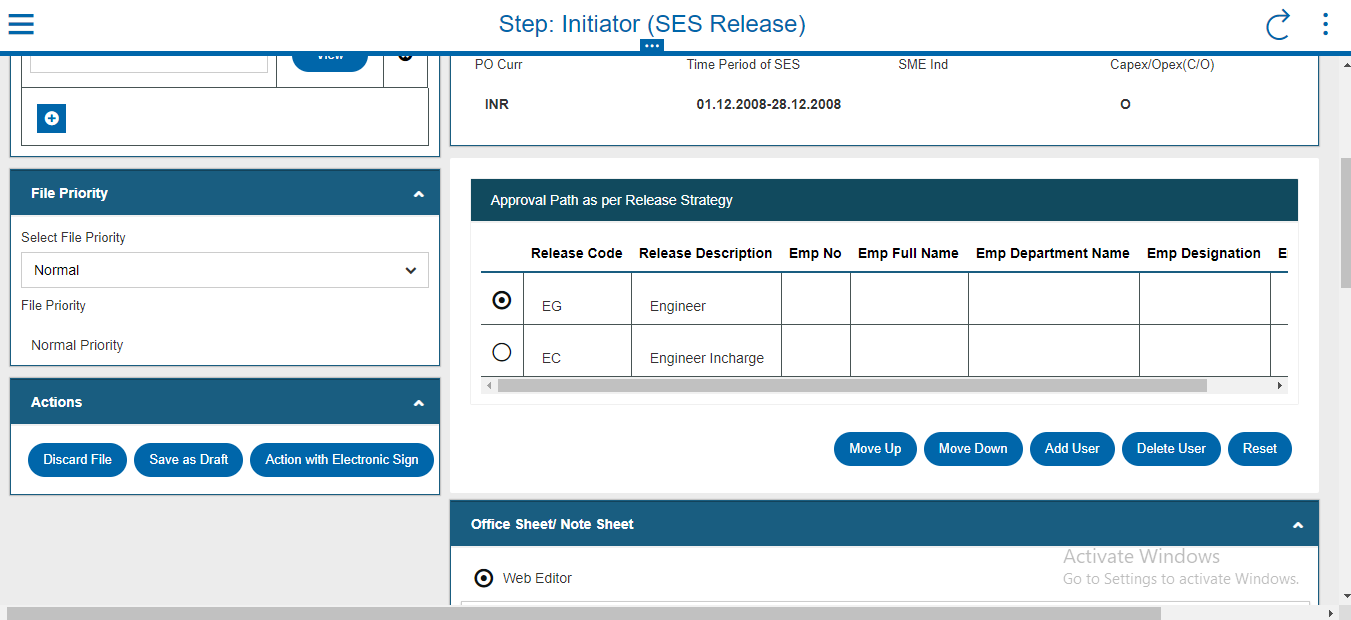 Step: Initiator (SES Release)
View
PO Curr Time Period of SES SME Ind Capex/Opex(C/O)
INR 01.12.2008-28.12.2008 O
File Priority
Select File Priority
Normal
File Priority
Normal Priority
Actions
Discard File Save as Draft Action with Electronic Sign
Approval Path as per Release Strategy
Release Code Release Description Emp No Emp Full Name Emp Department Name Emp Designation E
EG Engineer
EC Engineer Incharge
Move Up Move Down Add User Delete User Reset
Office Sheet/ Note Sheet
Web Editor
Activate Windows
Go to Settings to activate Windows.